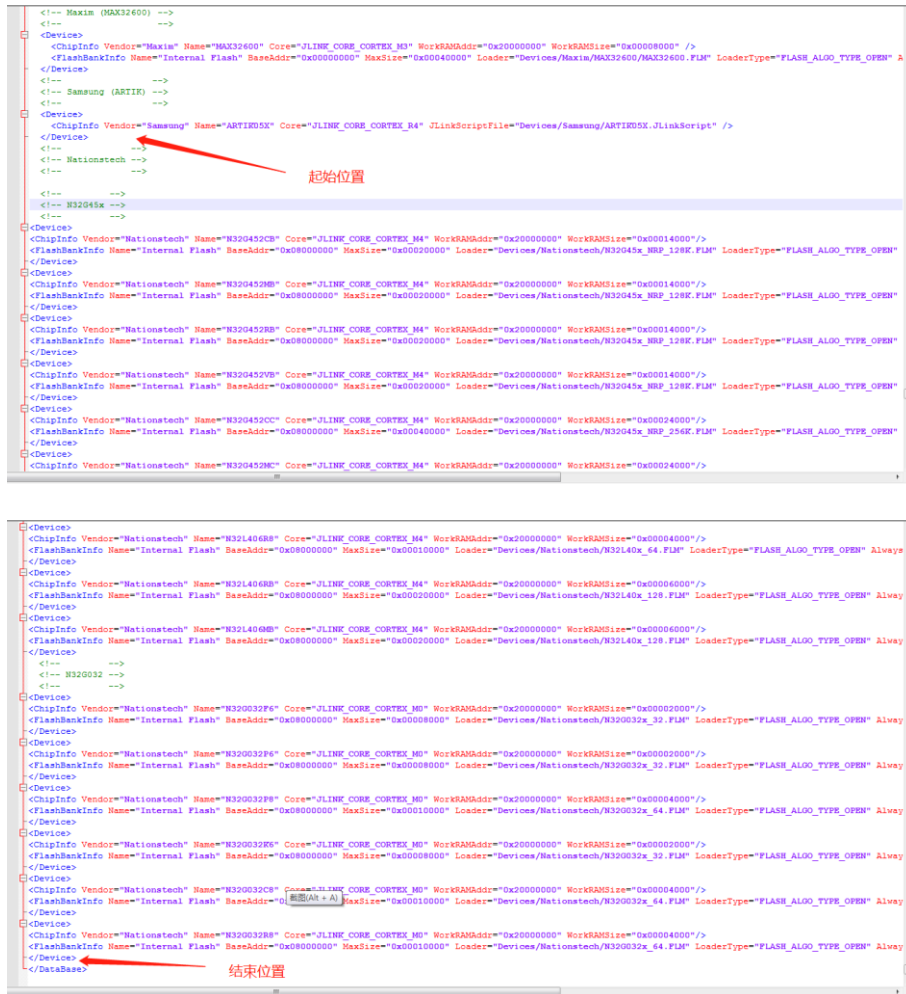 <!-- Maxim (MAX32600) -->
<!--                  -->
<Device>
<ChipInfo Vendor="Maxim" Name="MAX32600" Core="JLINK_CORE_CORTEX_M3" WorkRAMAddr="0x20000000" WorkRAMSize="0x00008000" />
<FlashBankInfo Name="Internal Flash" BaseAddr="0x00000000" MaxSize="0x00040000" Loader="Devices/Maxim/MAX32600/MAX32600.FLM" LoaderType="FLASH_ALGO_TYPE_OPEN" A
</Device>
<!--                 -->
<!-- Samsung (ARTIK) -->
<!--                 -->
<Device>
<ChipInfo Vendor="Samsung" Name="ARTIK05X" Core="JLINK_CORE_CORTEX_R4" JLinkScriptFile="Devices/Samsung/ARTIK05X.JLinkScript" />
</Device>
<!--             -->
<!-- Nationstech -->
<!--             -->
起始位置
<!--         -->
<!-- N32G45x -->
<!--         -->
<Device>
<ChipInfo Vendor="Nationstech" Name="N32G452CB" Core="JLINK_CORE_CORTEX_M4" WorkRAMAddr="0x20000000" WorkRAMSize="0x00014000"/>
<FlashBankInfo Name="Internal Flash" BaseAddr="0x08000000" MaxSize="0x00020000" Loader="Devices/Nationstech/N32G45x_NRP_128K.FLM" LoaderType="FLASH_ALGO_TYPE_OPEN"
</Device>
<Device>
<ChipInfo Vendor="Nationstech" Name="N32G452MB" Core="JLINK_CORE_CORTEX_M4" WorkRAMAddr="0x20000000" WorkRAMSize="0x00014000"/>
<FlashBankInfo Name="Internal Flash" BaseAddr="0x08000000" MaxSize="0x00020000" Loader="Devices/Nationstech/N32G45x_NRP_128K.FLM" LoaderType="FLASH_ALGO_TYPE_OPEN"
</Device>
<Device>
<ChipInfo Vendor="Nationstech" Name="N32G452RB" Core="JLINK_CORE_CORTEX_M4" WorkRAMAddr="0x20000000" WorkRAMSize="0x00014000"/>
<FlashBankInfo Name="Internal Flash" BaseAddr="0x08000000" MaxSize="0x00020000" Loader="Devices/Nationstech/N32G45x_NRP_128K.FLM" LoaderType="FLASH_ALGO_TYPE_OPEN"
</Device>
<Device>
<ChipInfo Vendor="Nationstech" Name="N32G452VB" Core="JLINK_CORE_CORTEX_M4" WorkRAMAddr="0x20000000" WorkRAMSize="0x00014000"/>
<FlashBankInfo Name="Internal Flash" BaseAddr="0x08000000" MaxSize="0x00020000" Loader="Devices/Nationstech/N32G45x_NRP_128K.FLM" LoaderType="FLASH_ALGO_TYPE_OPEN"
</Device>
<Device>
<ChipInfo Vendor="Nationstech" Name="N32G452CC" Core="JLINK_CORE_CORTEX_M4" WorkRAMAddr="0x20000000" WorkRAMSize="0x00024000"/>
<FlashBankInfo Name="Internal Flash" BaseAddr="0x08000000" MaxSize="0x00040000" Loader="Devices/Nationstech/N32G45x_NRP_256K.FLM" LoaderType="FLASH_ALGO_TYPE_OPEN"
</Device>
<Device>
<ChipInfo Vendor="Nationstech" Name="N32G452MC" Core="JLINK_CORE_CORTEX_M4" WorkRAMAddr="0x20000000" WorkRAMSize="0x00024000"/>
<Device>
<ChipInfo Vendor="Nationstech" Name="N32L406R8" Core="JLINK_CORE_CORTEX_M4" WorkRAMAddr="0x20000000" WorkRAMSize="0x00004000"/>
<FlashBankInfo Name="Internal Flash" BaseAddr="0x08000000" MaxSize="0x00010000" Loader="Devices/Nationstech/N32L40x_64.FLM" LoaderType="FLASH_ALGO_TYPE_OPEN" Always
</Device>
<Device>
<ChipInfo Vendor="Nationstech" Name="N32L406RB" Core="JLINK_CORE_CORTEX_M4" WorkRAMAddr="0x20000000" WorkRAMSize="0x00006000"/>
<FlashBankInfo Name="Internal Flash" BaseAddr="0x08000000" MaxSize="0x00020000" Loader="Devices/Nationstech/N32L40x_128.FLM" LoaderType="FLASH_ALGO_TYPE_OPEN" Alway
</Device>
<Device>
<ChipInfo Vendor="Nationstech" Name="N32L406MB" Core="JLINK_CORE_CORTEX_M4" WorkRAMAddr="0x20000000" WorkRAMSize="0x00006000"/>
<FlashBankInfo Name="Internal Flash" BaseAddr="0x08000000" MaxSize="0x00020000" Loader="Devices/Nationstech/N32L40x_128.FLM" LoaderType="FLASH_ALGO_TYPE_OPEN" Alway
</Device>
<!--         -->
<!-- N32G032 -->
<!--         -->
<Device>
<ChipInfo Vendor="Nationstech" Name="N32G032F6" Core="JLINK_CORE_CORTEX_M0" WorkRAMAddr="0x20000000" WorkRAMSize="0x00002000"/>
<FlashBankInfo Name="Internal Flash" BaseAddr="0x08000000" MaxSize="0x00008000" Loader="Devices/Nationstech/N32G032x_32.FLM" LoaderType="FLASH_ALGO_TYPE_OPEN" Alway
</Device>
<Device>
<ChipInfo Vendor="Nationstech" Name="N32G032P6" Core="JLINK_CORE_CORTEX_M0" WorkRAMAddr="0x20000000" WorkRAMSize="0x00002000"/>
<FlashBankInfo Name="Internal Flash" BaseAddr="0x08000000" MaxSize="0x00008000" Loader="Devices/Nationstech/N32G032x_32.FLM" LoaderType="FLASH_ALGO_TYPE_OPEN" Alway
</Device>
<Device>
<ChipInfo Vendor="Nationstech" Name="N32G032P8" Core="JLINK_CORE_CORTEX_M0" WorkRAMAddr="0x20000000" WorkRAMSize="0x00004000"/>
<FlashBankInfo Name="Internal Flash" BaseAddr="0x08000000" MaxSize="0x00010000" Loader="Devices/Nationstech/N32G032x_64.FLM" LoaderType="FLASH_ALGO_TYPE_OPEN" Alway
</Device>
<Device>
<ChipInfo Vendor="Nationstech" Name="N32G032K6" Core="JLINK_CORE_CORTEX_M0" WorkRAMAddr="0x20000000" WorkRAMSize="0x00002000"/>
<FlashBankInfo Name="Internal Flash" BaseAddr="0x08000000" MaxSize="0x00008000" Loader="Devices/Nationstech/N32G032x_32.FLM" LoaderType="FLASH_ALGO_TYPE_OPEN" Alway
</Device>
<Device>
<ChipInfo Vendor="Nationstech" Name="N32G032C8" Core="JLINK_CORE_CORTEX_M0" WorkRAMAddr="0x20000000" WorkRAMSize="0x00004000"/>
<FlashBankInfo Name="Internal Flash" BaseAddr="0 截图(Alt + A) MaxSize="0x00010000" Loader="Devices/Nationstech/N32G032x_64.FLM" LoaderType="FLASH_ALGO_TYPE_OPEN" Alway
</Device>
<Device>
<ChipInfo Vendor="Nationstech" Name="N32G032R8" Core="JLINK_CORE_CORTEX_M0" WorkRAMAddr="0x20000000" WorkRAMSize="0x00004000"/>
<FlashBankInfo Name="Internal Flash" BaseAddr="0x08000000" MaxSize="0x00010000" Loader="Devices/Nationstech/N32G032x_64.FLM" LoaderType="FLASH_ALGO_TYPE_OPEN" Alway
</Device>
</DataBase>
结束位置